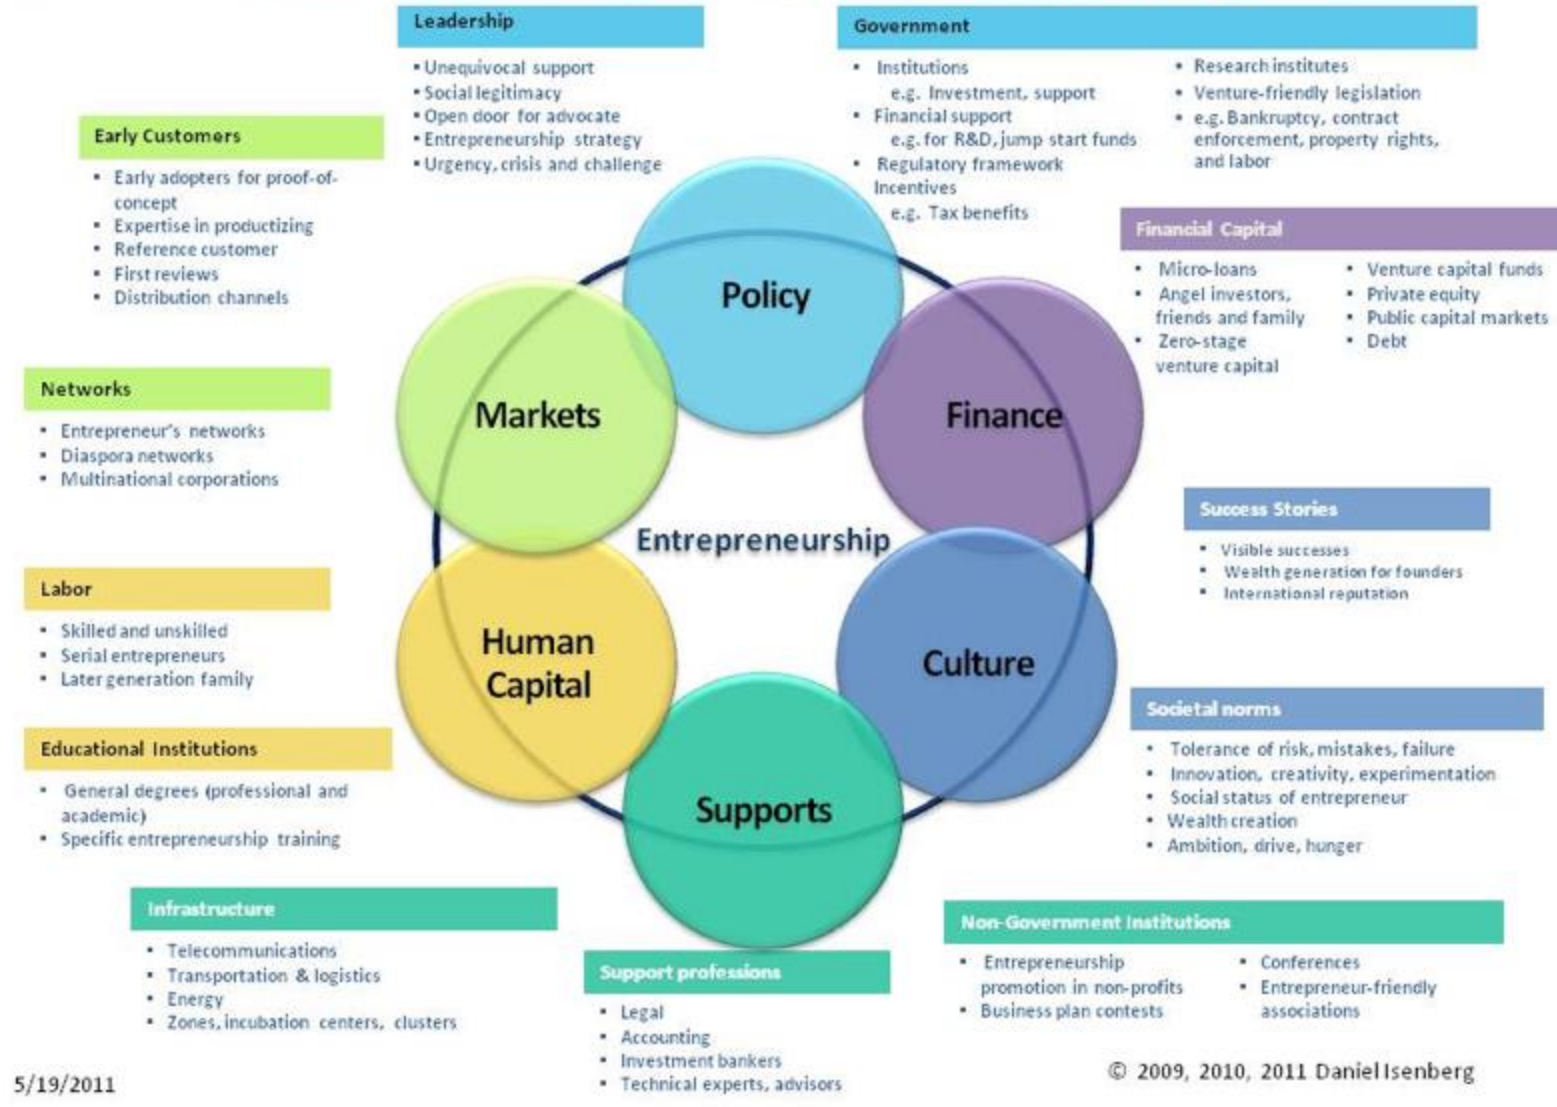 Leadership
▪ Unequivocal support
▪ Social legitimacy
▪ Open door for advocate
▪ Entrepreneurship strategy
▪ Urgency, crisis and challenge
Government
▪ Institutions
e.g. Investment, support
▪ Financial support
e.g. for R&D, jump start funds
▪ Regulatory framework
Incentives
e.g. Tax benefits
▪ Research institutes
▪ Venture-friendly legislation
▪ e.g. Bankruptcy, contract
enforcement, property rights,
and labor
Early Customers
▪ Early adopters for proof-of-
concept
▪ Expertise in productizing
▪ Reference customer
▪ First reviews
▪ Distribution channels
Financial Capital
▪ Micro-loans
▪ Angel investors,
friends and family
▪ Zero-stage
venture capital
▪ Venture capital funds
▪ Private equity
▪ Public capital markets
▪ Debt
Networks
▪ Entrepreneur's networks
▪ Diaspora networks
▪ Multinational corporations
Policy
Markets
Finance
Entrepreneurship
Human
Capital
Culture
Supports
Success Stories
▪ Visible successes
▪ Wealth generation for founders
▪ International reputation
Labor
▪ Skilled and unskilled
▪ Serial entrepreneurs
▪ Later generation family
Societal norms
▪ Tolerance of risk, mistakes, failure
▪ Innovation, creativity, experimentation
▪ Social status of entrepreneur
▪ Wealth creation
▪ Ambition, drive, hunger
Educational Institutions
▪ General degrees (professional and
academic)
▪ Specific entrepreneurship training
Infrastructure
▪ Telecommunications
▪ Transportation & logistics
▪ Energy
▪ Zones, incubation centers, clusters
Support professions
▪ Legal
▪ Accounting
▪ Investment bankers
▪ Technical experts, advisors
Non-Government Institutions
▪ Entrepreneurship
promotion in non-profits
▪ Business plan contests
▪ Conferences
▪ Entrepreneur-friendly
associations
5/19/2011
© 2009, 2010, 2011 Daniel Isenberg